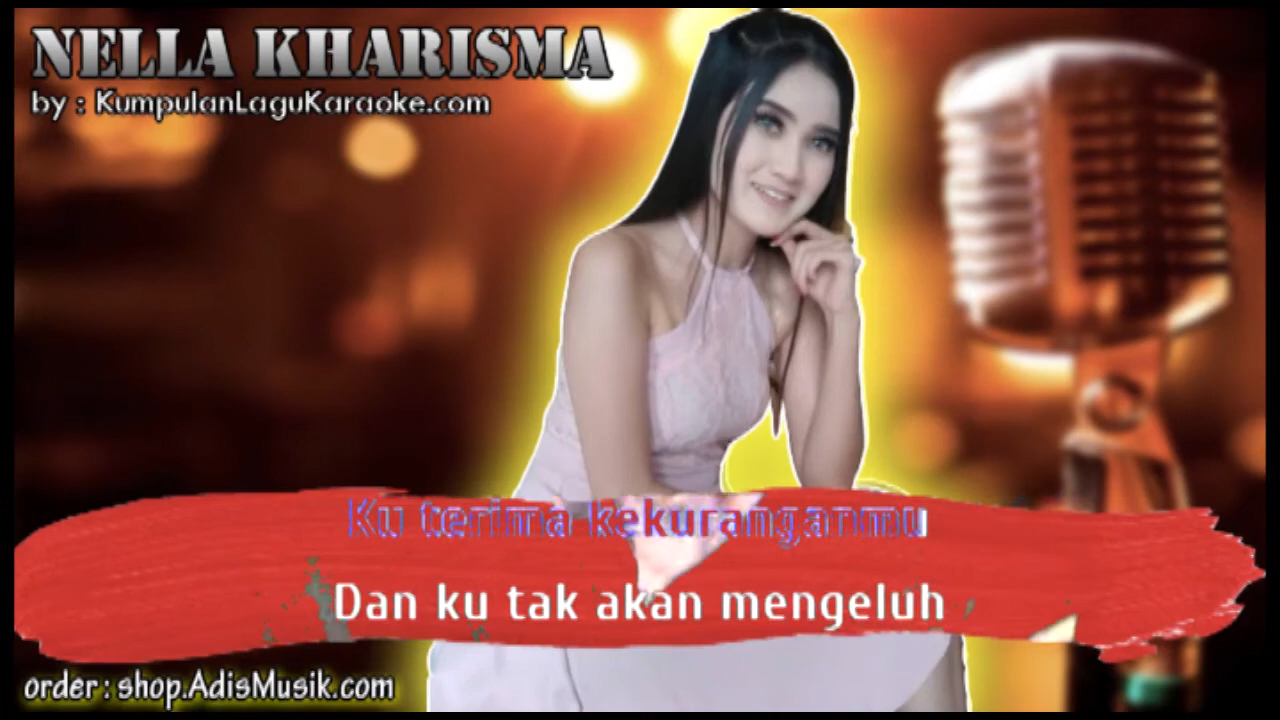 NELLA KHARISMA
by : KumpulanLaguKaraoke.com
Ku terima kekuranganmu
Dan ku tak akan mengeluh
order : shop.AdisMusik.com